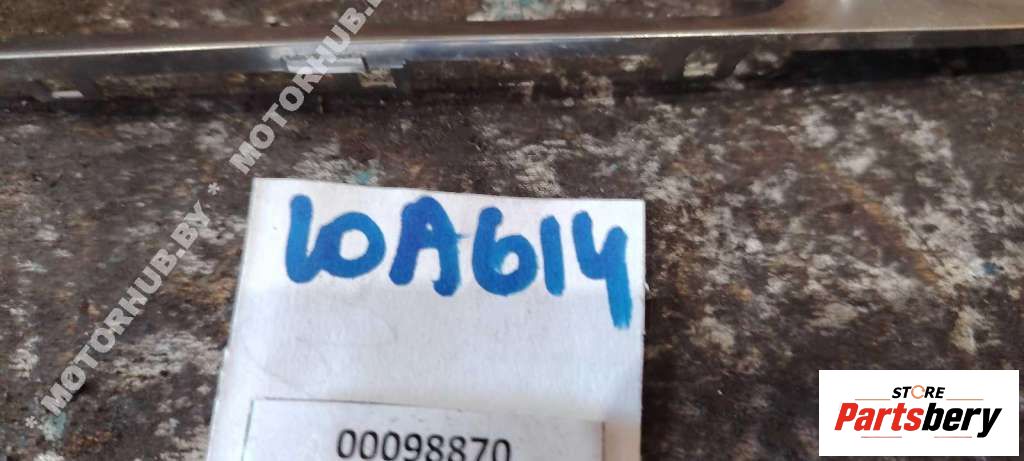 MOTORHUB.BY * MOTORHUB.BY *
10A614
00098870
STORE
Partsbery